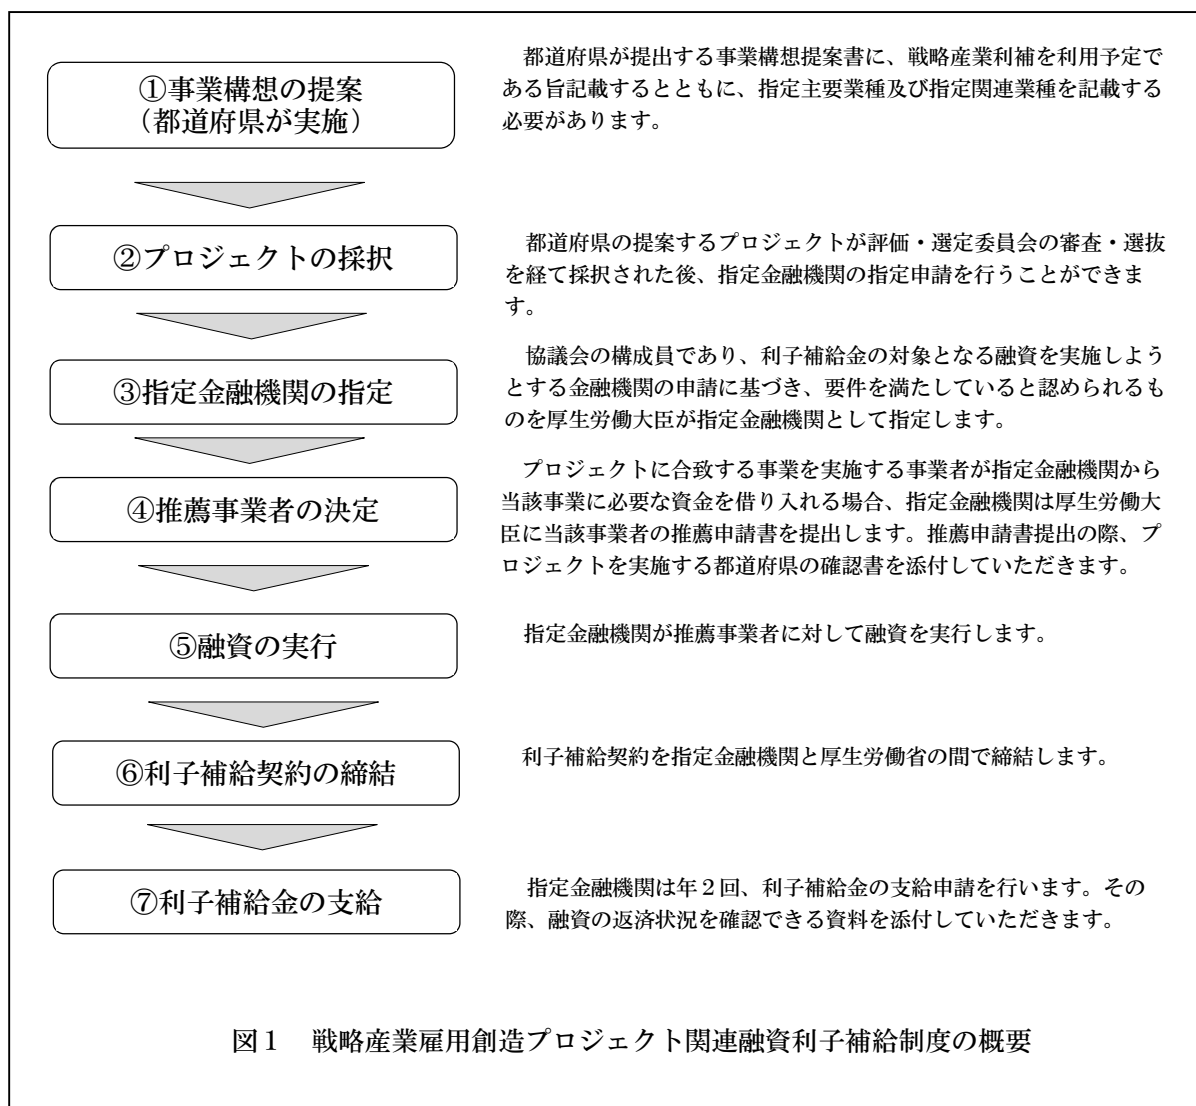 ①事業構想の提案
（都道府県が実施）
都道府県が提出する事業構想提案書に、戦略産業利補を利用予定で
ある旨記載するとともに、指定主要業種及び指定関連業種を記載する
必要があります。
②プロジェクトの採択
都道府県の提案するプロジェクトが評価・選定委員会の審査・選抜
を経て採択された後、指定金融機関の指定申請を行うことができま
す。
③指定金融機関の指定
協議会の構成員であり、利子補給金の対象となる融資を実施しよう
とする金融機関の申請に基づき、要件を満たしていると認められるも
のを厚生労働大臣が指定金融機関として指定します。
④推薦事業者の決定
プロジェクトに合致する事業を実施する事業者が指定金融機関から
当該事業に必要な資金を借り入れる場合、指定金融機関は厚生労働大
臣に当該事業者の推薦申請書を提出します。推薦申請書提出の際、プ
ロジェクトを実施する都道府県の確認書を添付していただきます。
⑤融資の実行
指定金融機関が推薦事業者に対して融資を実行します。
⑥利子補給契約の締結
利子補給契約を指定金融機関と厚生労働省の間で締結します。
⑦利子補給金の支給
指定金融機関は年２回、利子補給金の支給申請を行います。その
際、融資の返済状況を確認できる資料を添付していただきます。
図１　戦略産業雇用創造プロジェクト関連融資利子補給制度の概要